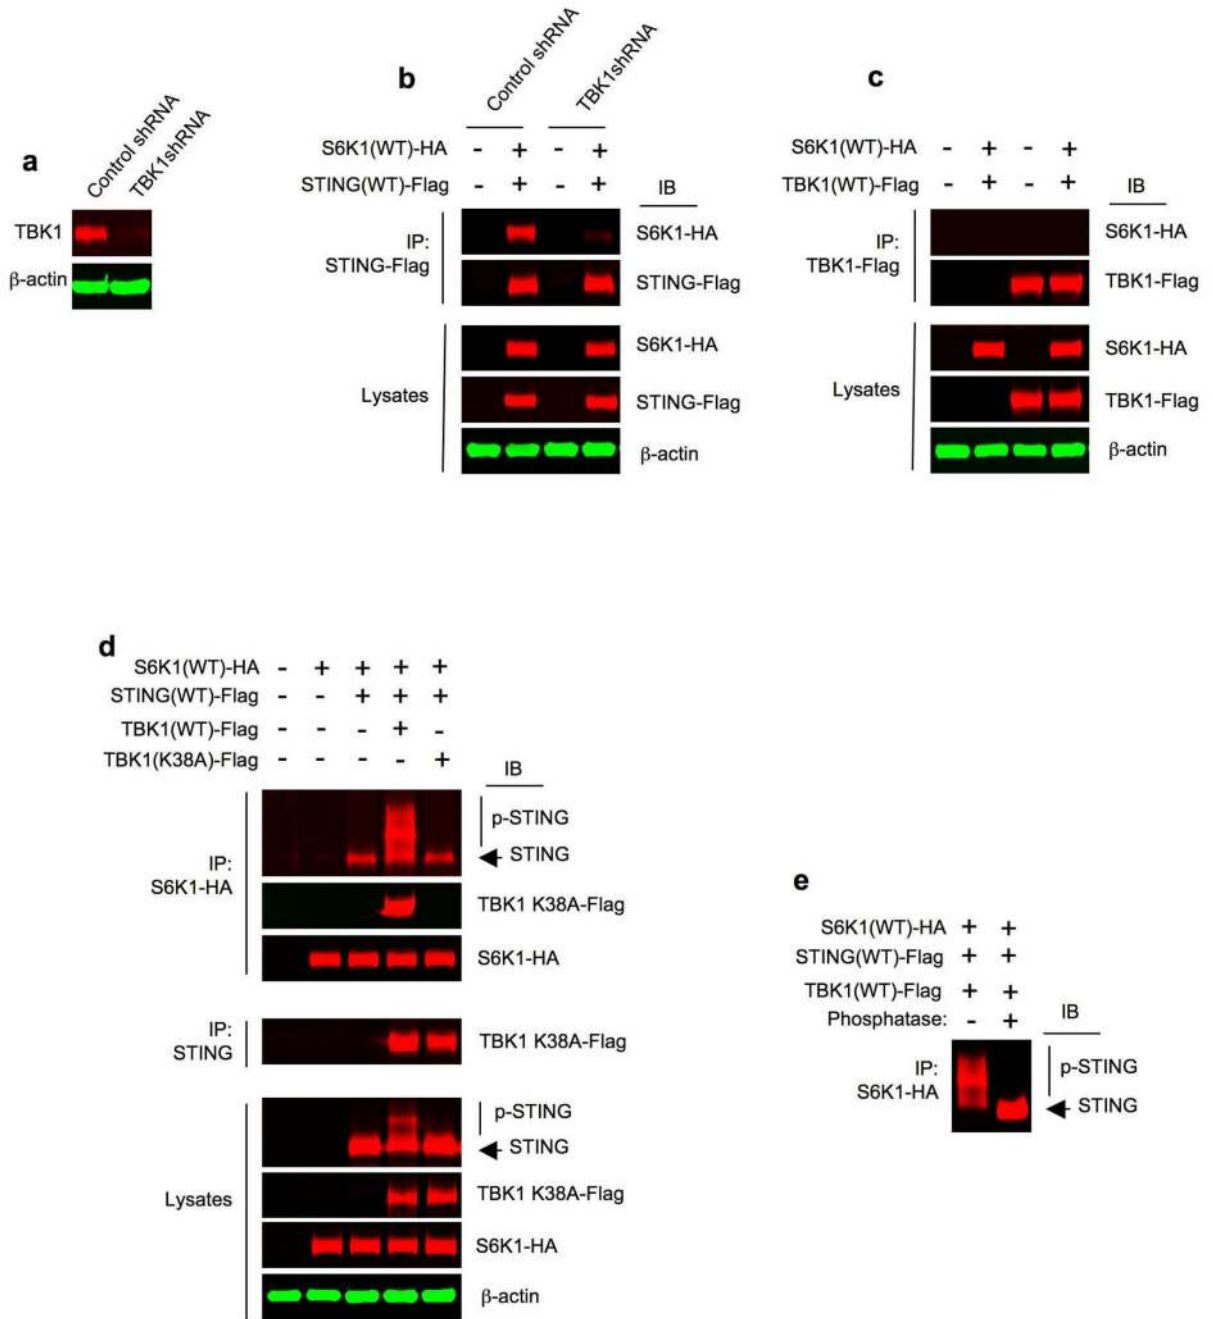 a
Control shRNA
TBK1shRNA
TBK1
β-actin
b
Control shRNA
TBK1shRNA
S6K1(WT)-HA - + - +
STING(WT)-Flag - + - +
IB
IP:
STING-Flag
S6K1-HA
STING-Flag
Lysates
S6K1-HA
STING-Flag
β-actin
c
S6K1(WT)-HA - + - +
TBK1(WT)-Flag - + - +
IB
IP:
TBK1-Flag
S6K1-HA
TBK1-Flag
Lysates
S6K1-HA
TBK1-Flag
β-actin
d
S6K1(WT)-HA - + + + +
STING(WT)-Flag - - + + +
TBK1(WT)-Flag - - - + -
TBK1(K38A)-Flag - - - - +
IB
IP:
S6K1-HA
p-STING
STING
TBK1 K38A-Flag
S6K1-HA
IP:
STING
TBK1 K38A-Flag
Lysates
p-STING
STING
TBK1 K38A-Flag
S6K1-HA
β-actin
e
S6K1(WT)-HA + +
STING(WT)-Flag + +
TBK1(WT)-Flag + +
Phosphatase: - +
IB
IP:
S6K1-HA
p-STING
STING